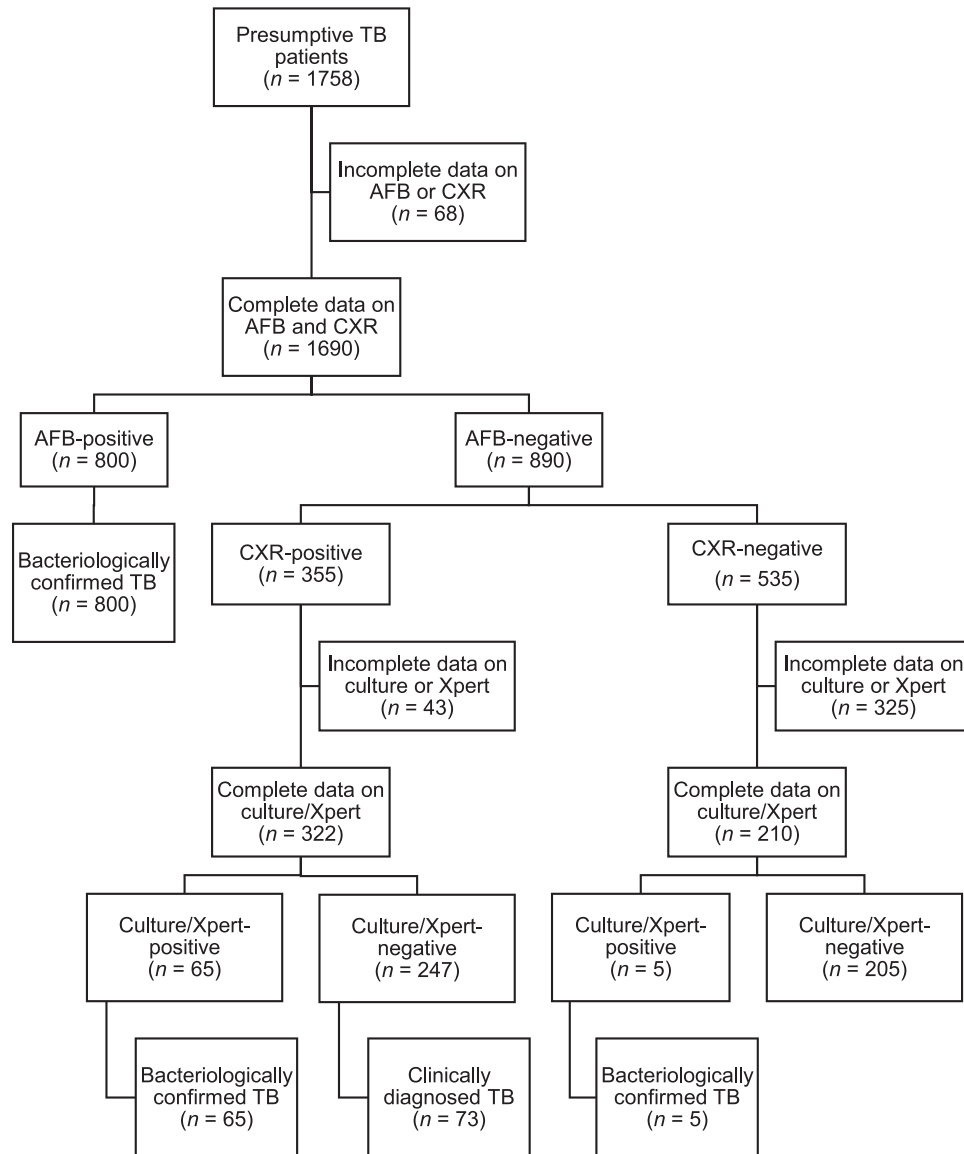 Presumptive TB
patients
(n = 1758)
Incomplete data on
AFB or CXR
(n = 68)
Complete data on
AFB and CXR
(n = 1690)
AFB-positive
(n = 800)
AFB-negative
(n = 890)
Bacteriologically
confirmed TB
(n = 800)
CXR-positive
(n = 355)
CXR-negative
(n = 535)
Incomplete data on
culture or Xpert
(n = 43)
Incomplete data on
culture or Xpert
(n = 325)
Complete data on
culture/Xpert
(n = 322)
Complete data on
culture/Xpert
(n = 210)
Culture/Xpert-
positive
(n = 65)
Culture/Xpert-
negative
(n = 247)
Culture/Xpert-
positive
(n = 5)
Culture/Xpert-
negative
(n = 205)
Bacteriologically
confirmed TB
(n = 65)
Clinically
diagnosed TB
(n = 73)
Bacteriologically
confirmed TB
(n = 5)